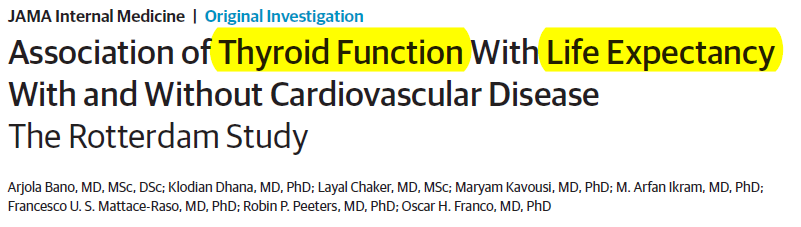 JAMA Internal Medicine | Original Investigation
Association of Thyroid Function With Life Expectancy
With and Without Cardiovascular Disease
The Rotterdam Study
Arjola Bano, MD, MSc, DSc; Klodian Dhana, MD, PhD; Layal Chaker, MD, MSc; Maryam Kavousi, MD, PhD; M. Arfan Ikram, MD, PhD;
Francesco U. S. Mattace-Raso, MD, PhD; Robin P. Peeters, MD, PhD; Oscar H. Franco, MD, PhD